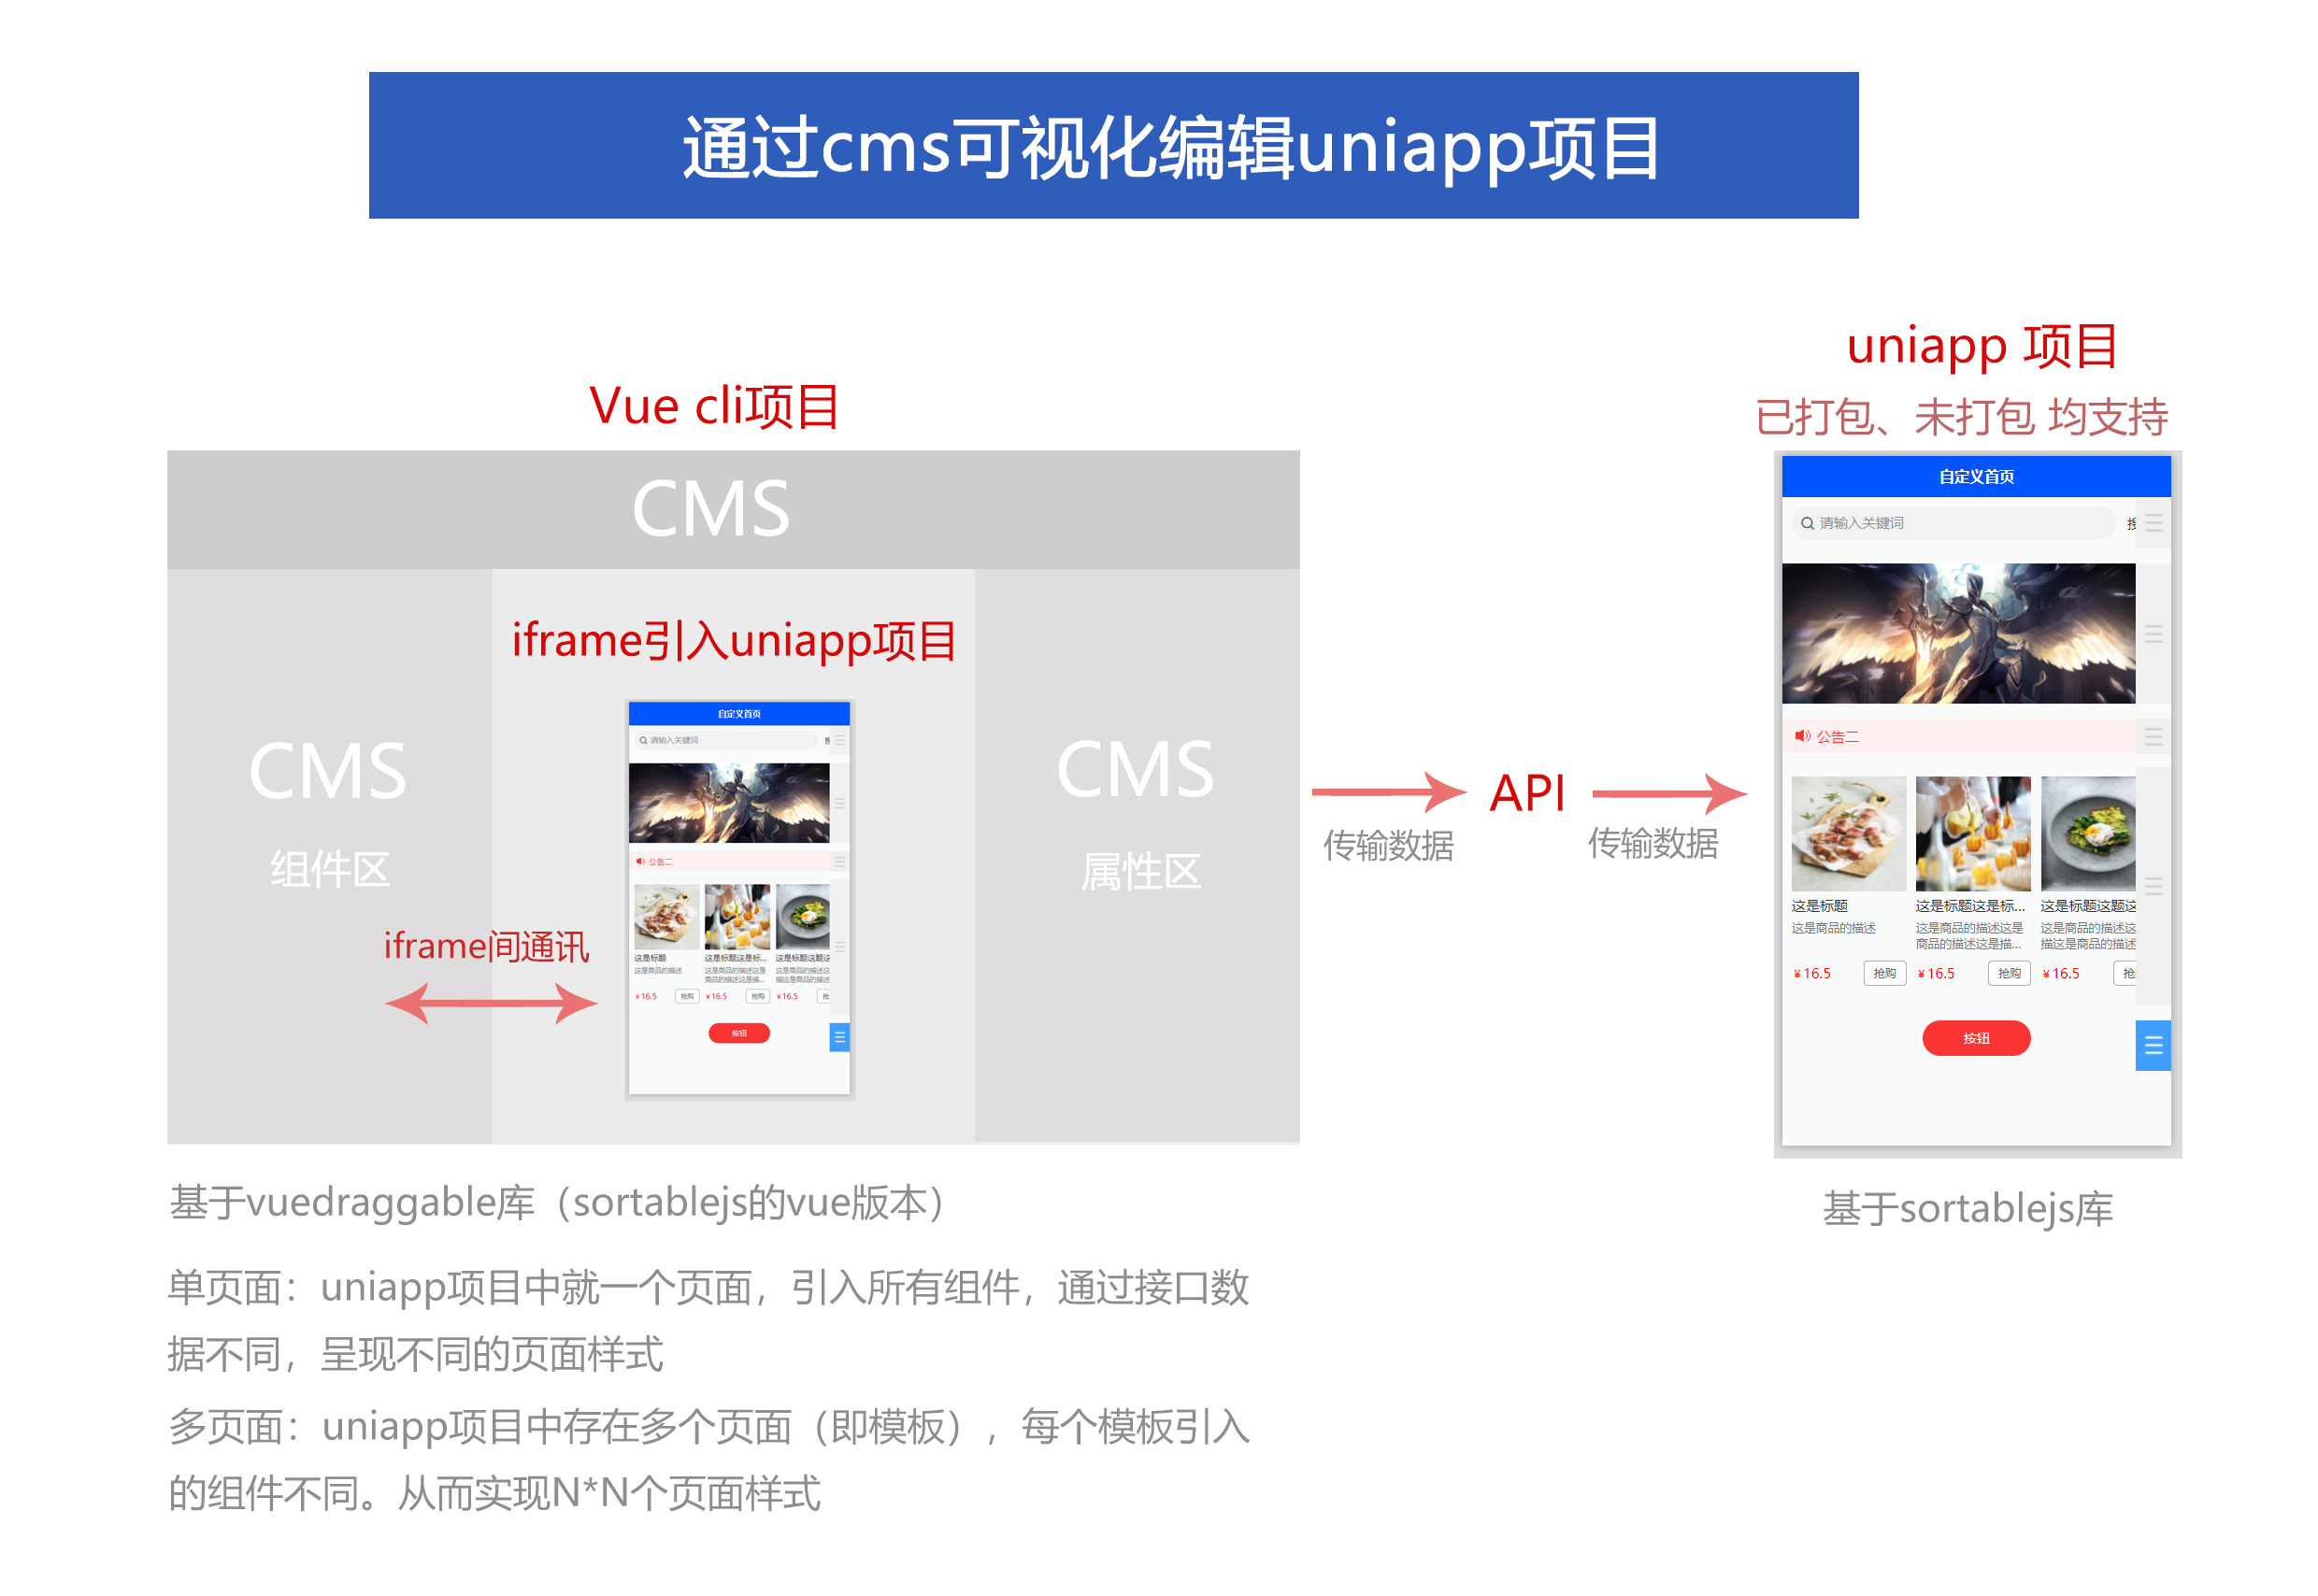 通过cms可视化编辑uniapp项目
Vue cli项目
CMS
CMS
组件区
iframe引入uniapp项目
自定义首页
请输入关键词
公告二
这是标题
这是标题这是标...
这是标题这题这
这是商品的描述
这是商品的描述这是
商品的描述这是描...
这是商品的描述这
描这是商品的描述
¥16.5
抢购
¥16.5
抢购
¥16.5
抢
按钮
iframe间通讯
CMS
属性区
传输数据
API
传输数据
uniapp 项目
已打包、未打包 均支持
自定义首页
请输入关键词
公告二
这是标题
这是标题这是标...
这是标题这题这
这是商品的描述
这是商品的描述这是
商品的描述这是描...
这是商品的描述这
描这是商品的描述
¥16.5
抢购
¥16.5
抢购
¥16.5
抢
按钮
基于sortablejs库
基于vuedraggable库（sortablejs的vue版本）
单页面：uniapp项目中就一个页面，引入所有组件，通过接口数
据不同，呈现不同的页面样式
多页面：uniapp项目中存在多个页面（即模板），每个模板引入
的组件不同。从而实现N*N个页面样式